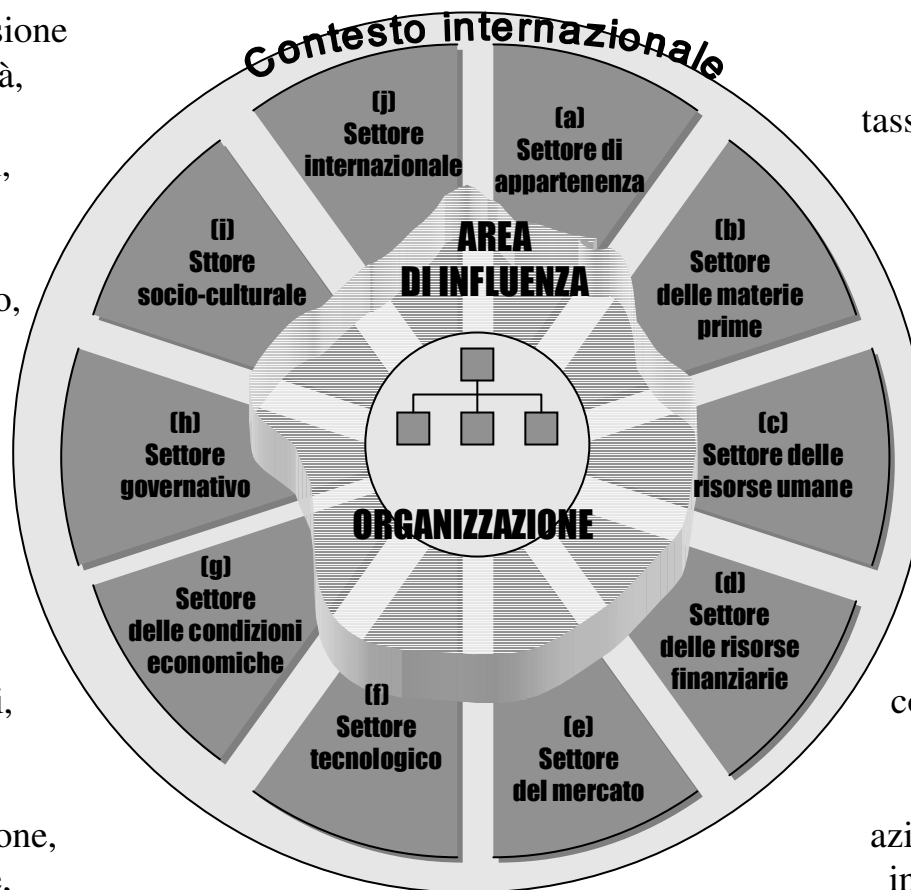 Contesto internazionale
(j)
Settore
internazionale
(a)
Settore di
appartenenza
(i)
Sttore
socio-culturale
AREA
DI INFLUENZA
(b)
Settore
delle materie
prime
(h)
Settore
governativo
(c)
Settore delle
risorse umane
ORGANIZZAZIONE
(g)
Settore
delle condizioni
economiche
(d)
Settore
delle risorse
finanziarie
(f)
Settore
tecnologico
(e)
Settore
del mercato